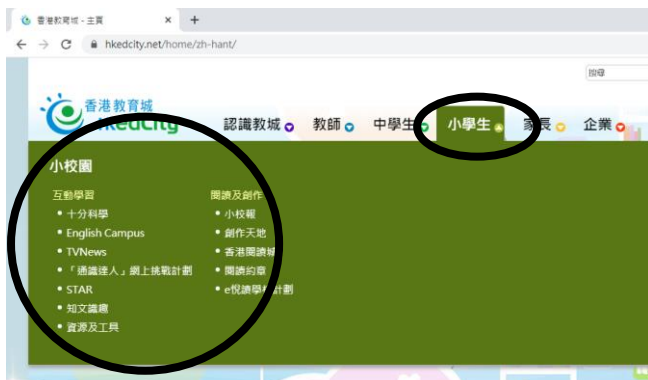 香港教育城 - 主頁
hkedcity.net/home/zh-hant/
搜尋
香港教育城
hkedcity
認識教城
教師
中學生
小學生
家長
企業
小校園
互動學習
閱讀及創作
• 十分科學
• 小校報
• English Campus
• 創作天地
• TVNews
• 香港閱讀城
• 「通識達人」網上挑戰計劃
• 閱讀約章
• STAR
• e悅讀學校計劃
• 知文識趣
• 資源及工具